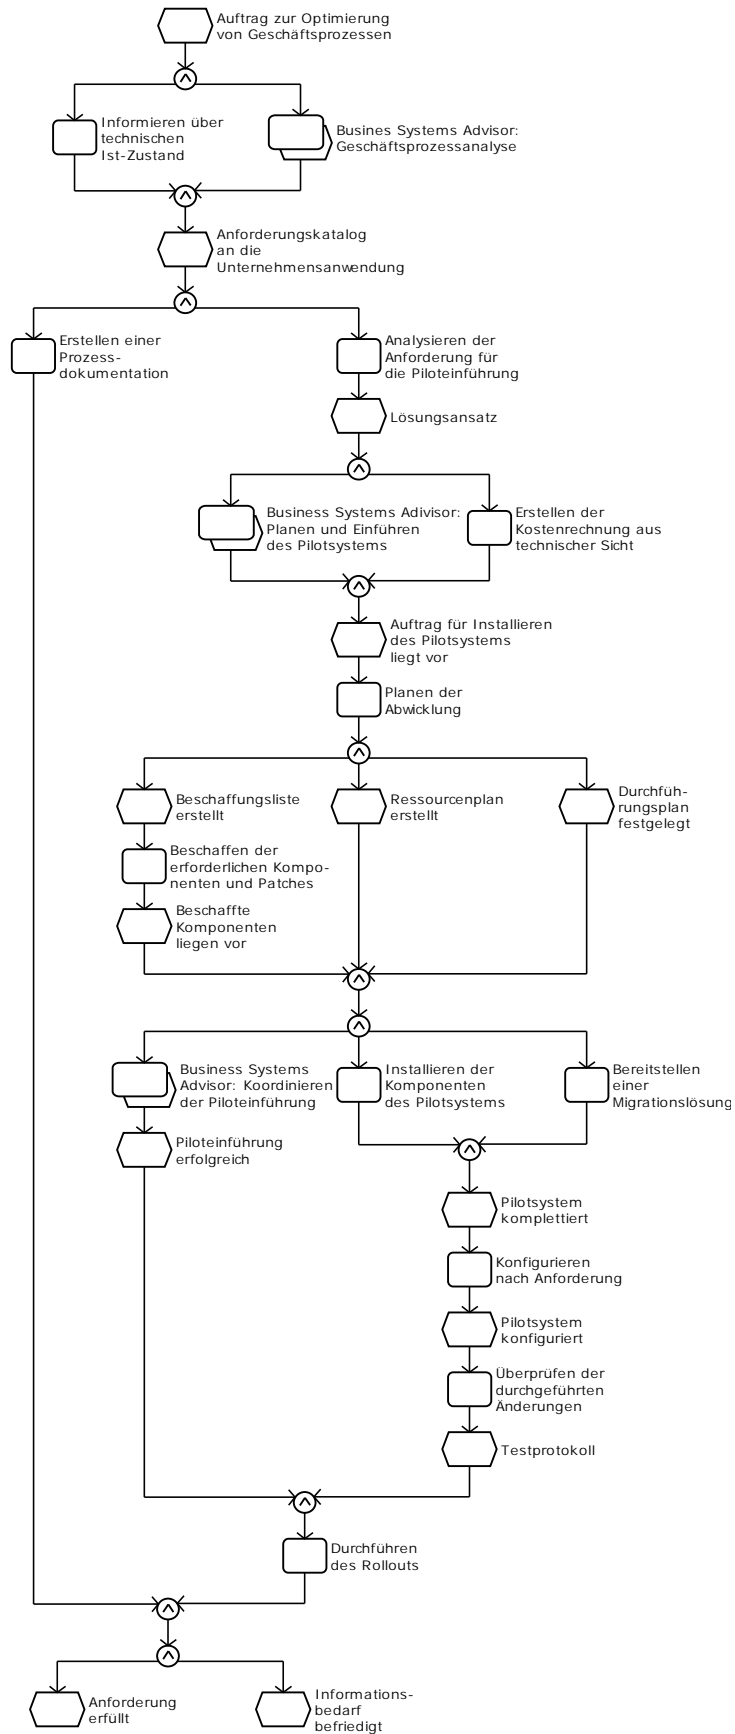 Auftrag zur Optimierung
von Geschäftsprozessen
Informieren über
technischen
Ist-Zustand
Busines Systems Advisor:
Geschäftsprozessanalyse
Anforderungskatalog
an die
Unternehmensanwendung
Erstellen einer
Prozess-
dokumentation
Analysieren der
Anforderung für
die Piloteinführung
Lösungsansatz
Business Systems Adivisor:
Planen und Einführen
des Pilotsystems
Erstellen der
Kostenrechnung aus
technischer Sicht
Auftrag für Installieren
des Pilotsystems
liegt vor
Planen der
Abwicklung
Beschaffungsliste
erstellt
Ressourcenplan
erstellt
Durchfüh-
rungsplan
festgelegt
Beschaffen der
erforderlichen Kompo-
nenten und Patches
Beschaffte
Komponenten
liegen vor
Business Systems
Advisor: Koordinieren
der Piloteinführung
Installieren der
Komponenten
des Pilotsystems
Bereitstellen
einer
Migrationslösung
Piloteinführung
erfolgreich
Pilotsystem
komplettiert
Konfigurieren
nach Anforderung
Pilotsystem
konfiguriert
Überprüfen der
durchgeführten
Änderungen
Testprotokoll
Durchführen
des Rollouts
Anforderung
erfüllt
Informations-
bedarf
befriedigt